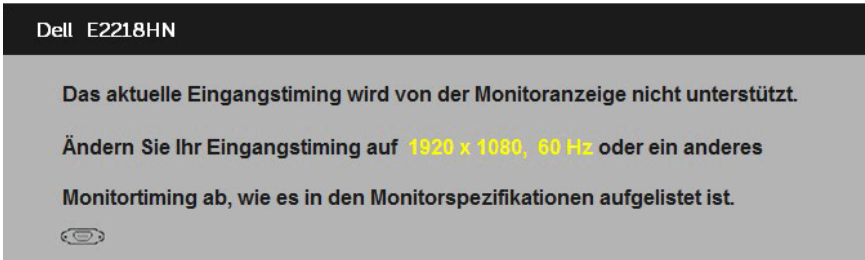 Dell E2218HN
Das aktuelle Eingangstiming wird von der Monitoranzeige nicht unterstützt.
Ändern Sie Ihr Eingangstiming auf 1920 x 1080, 60 Hz oder ein anderes
Monitortiming ab, wie es in den Monitorspezifikationen aufgelistet ist.